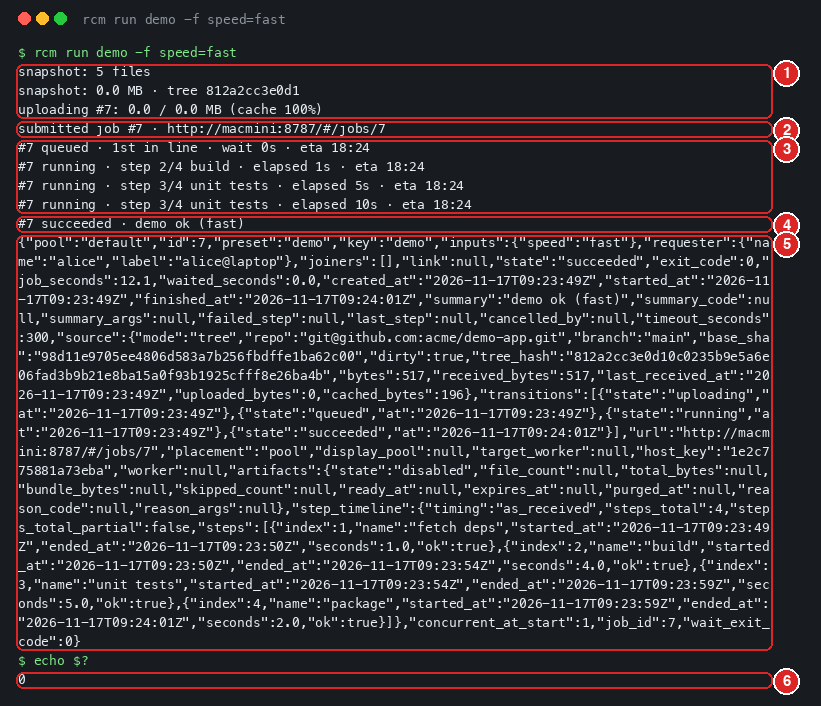 rcm run demo -f speed=fast
$ rcm run demo -f speed=fast
snapshot: 5 files
snapshot: 0.0 MB · tree 812a2cc3e0d1
uploading #7: 0.0 / 0.0 MB (cache 100%)
1
submitted job #7 · http://macmini:8787/#/jobs/7
2
#7 queued · 1st in line · wait 0s · eta 18:24
3
#7 running · step 2/4 build · elapsed 1s · eta 18:24
#7 running · step 3/4 unit tests · elapsed 5s · eta 18:24
#7 running · step 3/4 unit tests · elapsed 10s · eta 18:24
#7 succeeded · demo ok (fast)
4
{"pool":"default","id":7,"preset":"demo","key":"demo","inputs":{"speed":"fast"},"requester":{"na
5
me":"alice","label":"alice@laptop"},"joiners":[],"link":null,"state":"succeeded","exit_code":0,"
job_seconds":12.1,"waited_seconds":0.0,"created_at":"2026-11-17T09:23:49Z","started_at":"2026-11
-17T09:23:49Z","finished_at":"2026-11-17T09:24:01Z","summary":"demo ok (fast)","summary_code":nu
ll,"summary_args":null,"failed_step":null,"last_step":null,"cancelled_by":null,"timeout_seconds"
:300,"source":{"mode":"tree","repo":"git@github.com:acme/demo-app.git","branch":"main","base_sha
":"98d11e9705ee4806d583a7b256fbdffe1ba62c00","dirty":true,"tree_hash":"812a2cc3e0d10c0235b9e5a6e
06fad3b9b21e8ba15a0f93b1925cfff8e26ba4b","bytes":517,"received_bytes":517,"last_received_at":"20
26-11-17T09:23:49Z","uploaded_bytes":0,"cached_bytes":196},"transitions":[{"state":"uploading","
at":"2026-11-17T09:23:49Z"},{"state":"queued","at":"2026-11-17T09:23:49Z"},{"state":"running","a
t":"2026-11-17T09:23:49Z"},{"state":"succeeded","at":"2026-11-17T09:24:01Z"}],"url":"http://macm
ini:8787/#/jobs/7","placement":"pool","display_pool":null,"target_worker":null,"host_key":"1e2c7
75881a73eba","worker":null,"artifacts":{"state":"disabled","file_count":null,"total_bytes":null,
"bundle_bytes":null,"skipped_count":null,"ready_at":null,"expires_at":null,"purged_at":null,"rea
son_code":null,"reason_args":null},"step_timeline":{"timing":"as_received","steps_total":4,"step
s_total_partial":false,"steps":[{"index":1,"name":"fetch deps","started_at":"2026-11-17T09:23:49
Z","ended_at":"2026-11-17T09:23:50Z","seconds":1.0,"ok":true},{"index":2,"name":"build","started
_at":"2026-11-17T09:23:50Z","ended_at":"2026-11-17T09:23:54Z","seconds":4.0,"ok":true},{"index":
3,"name":"unit tests","started_at":"2026-11-17T09:23:54Z","ended_at":"2026-11-17T09:23:59Z","sec
onds":5.0,"ok":true},{"index":4,"name":"package","started_at":"2026-11-17T09:23:59Z","ended_at":
"2026-11-17T09:24:01Z","seconds":2.0,"ok":true}]},"concurrent_at_start":1,"job_id":7,"wait_exit_
code":0}
$ echo $?
0
6